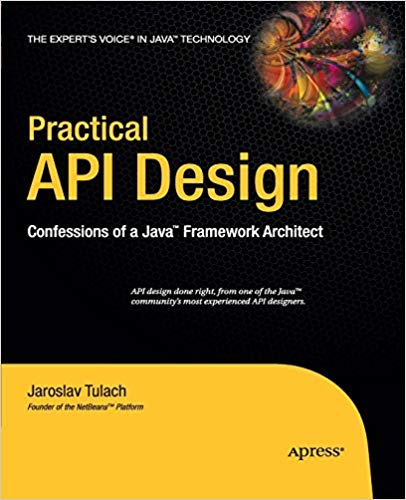 THE EXPERT'S VOICE® IN JAVA™ TECHNOLOGY
Practical
API Design
Confessions of a Java™ Framework Architect
API design done right, from one of the Java™
community's most experienced API designers.
Jaroslav Tulach
Founder of the NetBeans™ Platform
Apress®